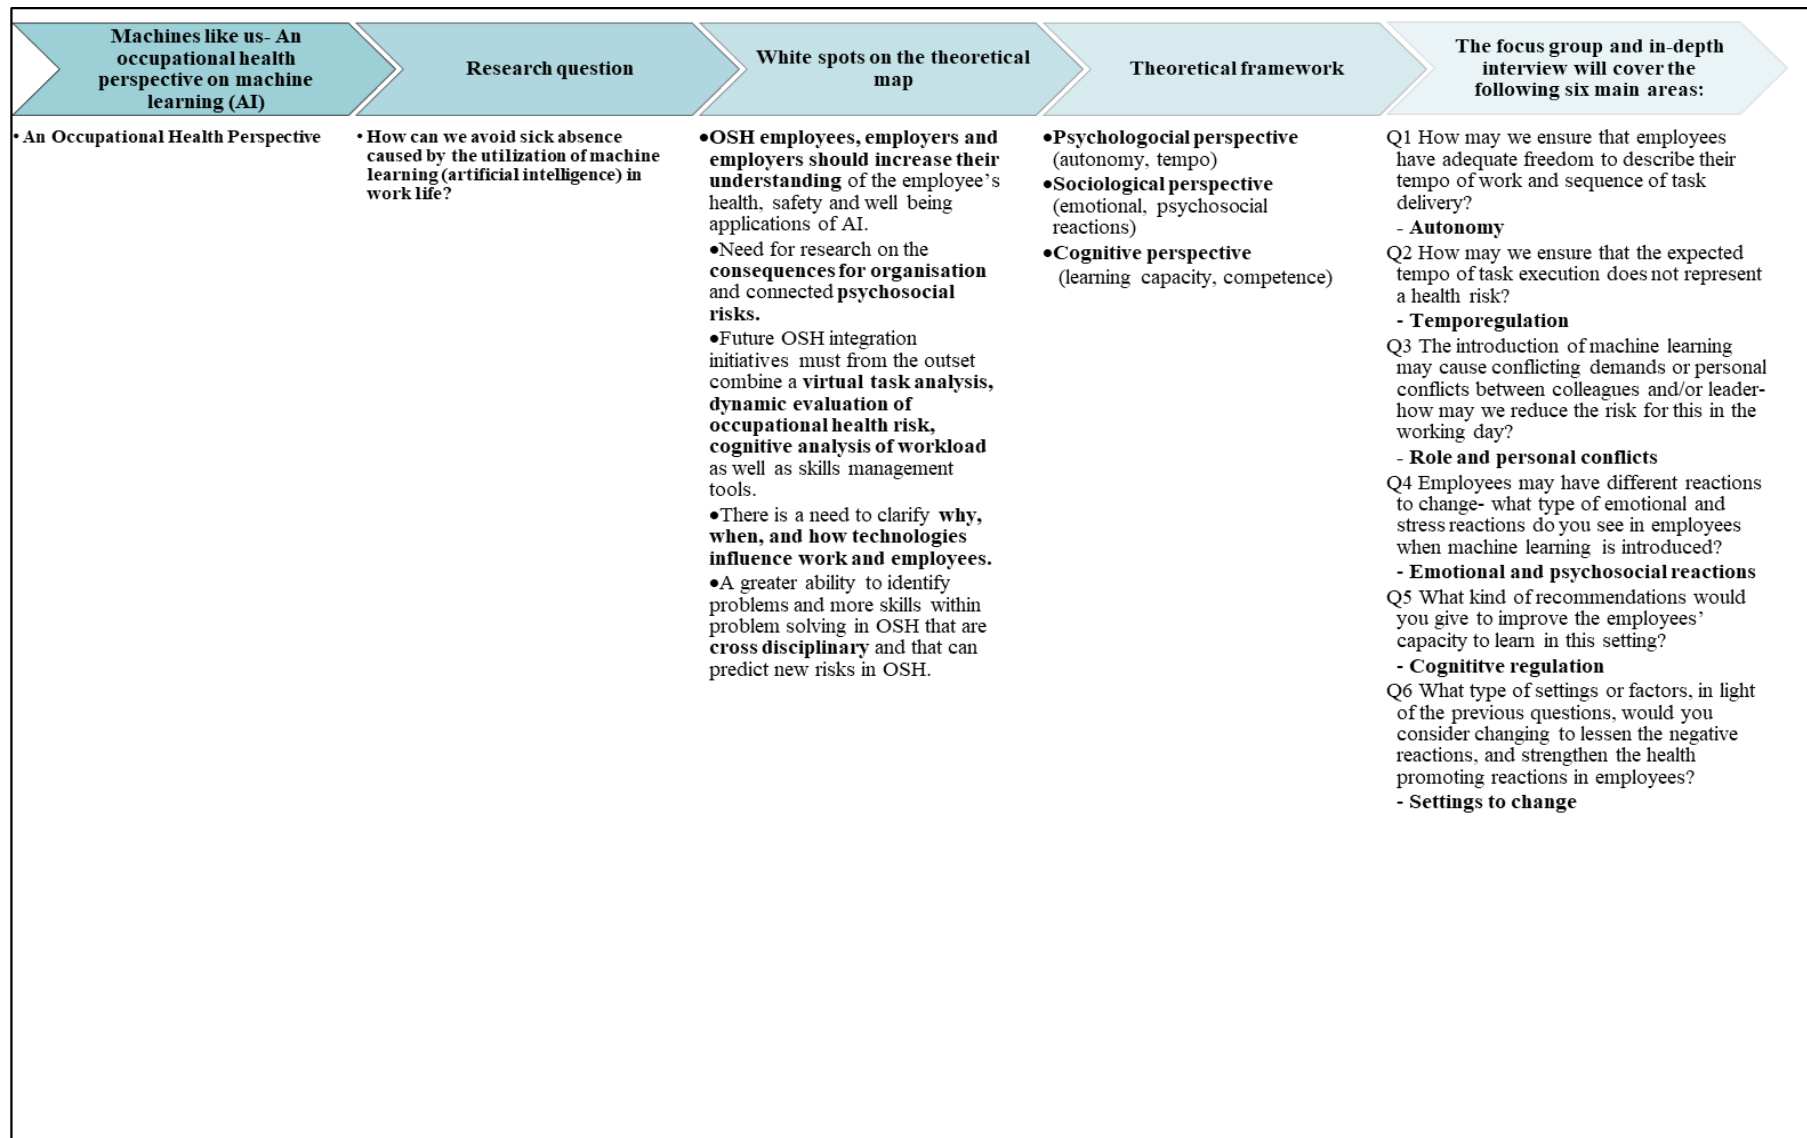 Machines like us- An
occupational health
perspective on machine
learning (AI)
Research question
White spots on the theoretical
map
Theoretical framework
The focus group and in-depth
interview will cover the
following six main areas:
• An Occupational Health Perspective
• How can we avoid sick absence
caused by the utilization of machine
learning (artificial intelligence) in
work life?
•OSH employees, employers and
employers should increase their
understanding of the employee's
health, safety and well being
applications of AI.
•Need for research on the
consequences for organisation
and connected psychosocial
risks.
•Future OSH integration
initiatives must from the outset
combine a virtual task analysis,
dynamic evaluation of
occupational health risk,
cognitive analysis of workload
as well as skills management
tools.
•There is a need to clarify why,
when, and how technologies
influence work and employees.
•A greater ability to identify
problems and more skills within
problem solving in OSH that are
cross disciplinary and that can
predict new risks in OSH.
•Psychologocial perspective
(autonomy, tempo)
•Sociological perspective
(emotional, psychosocial
reactions)
•Cognitive perspective
(learning capacity, competence)
Q1 How may we ensure that employees
have adequate freedom to describe their
tempo of work and sequence of task
delivery?
- Autonomy
Q2 How may we ensure that the expected
tempo of task execution does not represent
a health risk?
- Temporegulation
Q3 The introduction of machine learning
may cause conflicting demands or personal
conflicts between colleagues and/or leader-
how may we reduce the risk for this in the
working day?
- Role and personal conflicts
Q4 Employees may have different reactions
to change- what type of emotional and
stress reactions do you see in employees
when machine learning is introduced?
- Emotional and psychosocial reactions
Q5 What kind of recommendations would
you give to improve the employees'
capacity to learn in this setting?
- Cognititve regulation
Q6 What type of settings or factors, in light
of the previous questions, would you
consider changing to lessen the negative
reactions, and strengthen the health
promoting reactions in employees?
- Settings to change